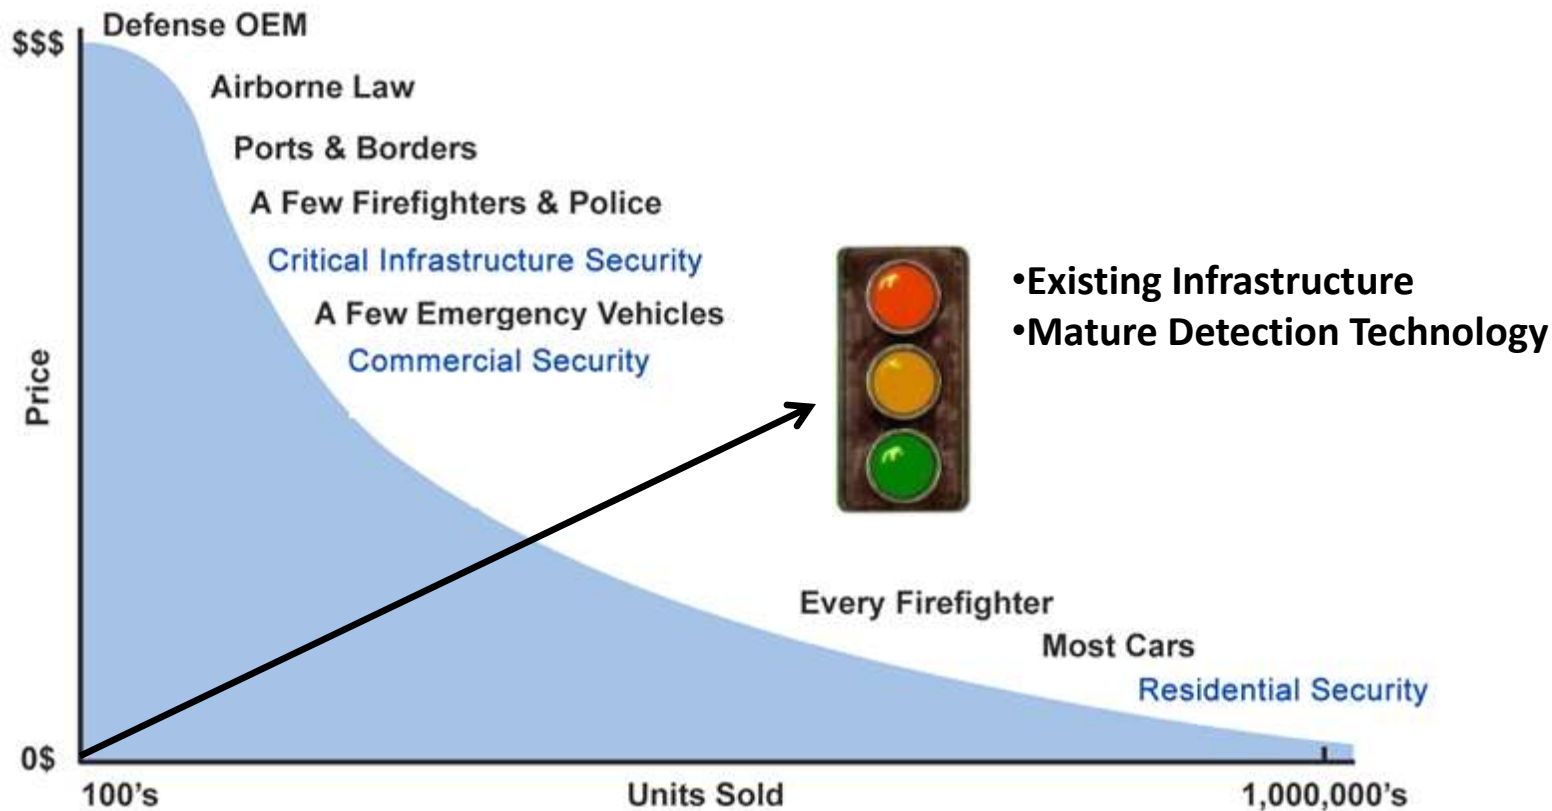 Defense OEM
$$$
Airborne Law
Ports & Borders
A Few Firefighters & Police
Critical Infrastructure Security
A Few Emergency Vehicles
Commercial Security
•Existing Infrastructure
•Mature Detection Technology
Price
Every Firefighter
Most Cars
Residential Security
0$
100's
Units Sold
1,000,000's